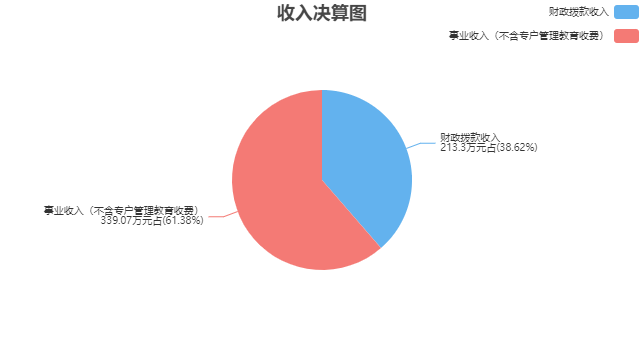 收入决算图
财政拨款收入
事业收入（不含专户管理教育收费）
财政拨款收入
213.3万元占(38.62%)
事业收入（不含专户管理教育收费）
339.07万元占(61.38%)